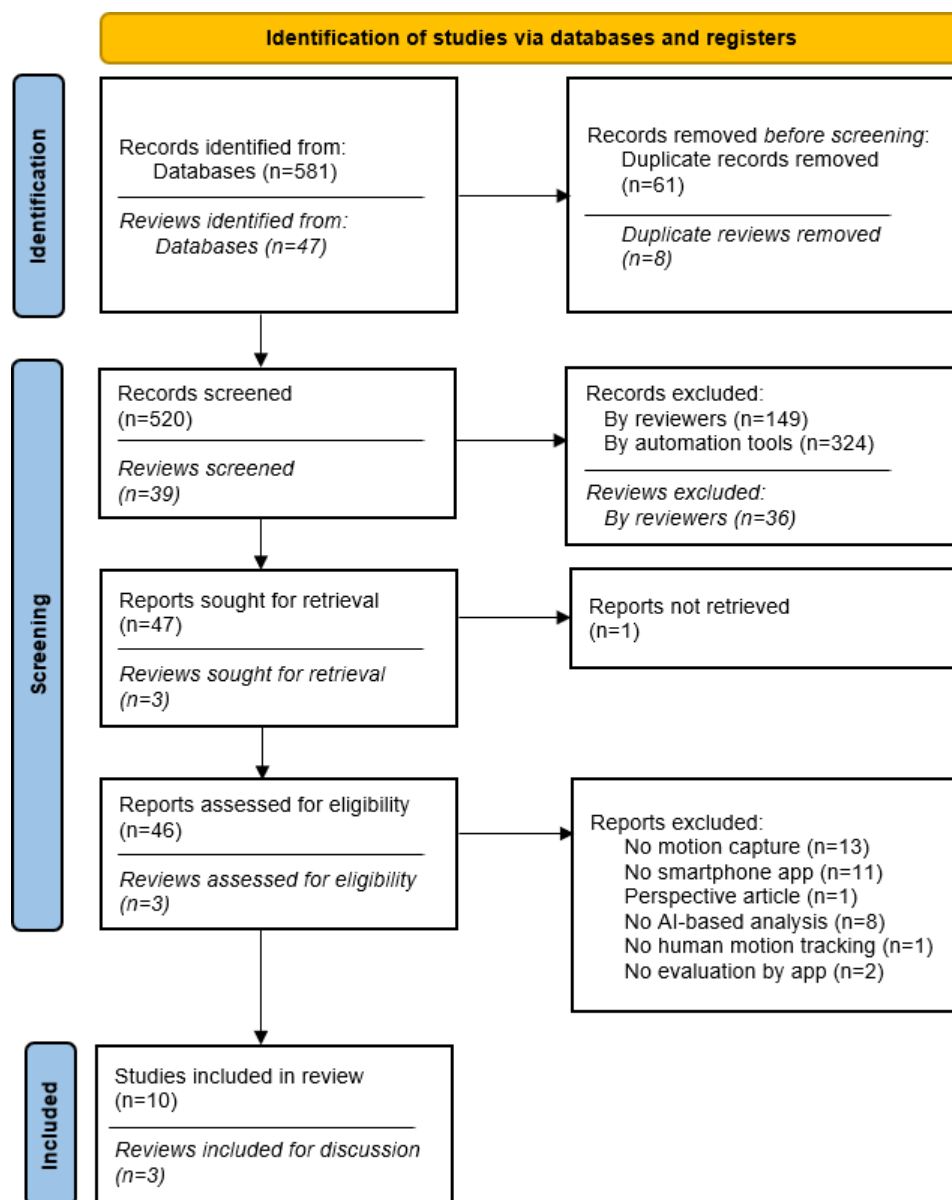 Identification of studies via databases and registers
Identification
Records identified from:
Databases (n=581)
Reviews identified from:
Databases (n=47)
Records removed before screening:
Duplicate records removed
(n=61)
Duplicate reviews removed
(n=8)
Screening
Records screened
(n=520)
Reviews screened
(n=39)
Records excluded:
By reviewers (n=149)
By automation tools (n=324)
Reviews excluded:
By reviewers (n=36)
Reports sought for retrieval
(n=47)
Reviews sought for retrieval
(n=3)
Reports not retrieved
(n=1)
Reports assessed for eligibility
(n=46)
Reviews assessed for eligibility
(n=3)
Reports excluded:
No motion capture (n=13)
No smartphone app (n=11)
Perspective article (n=1)
No AI-based analysis (n=8)
No human motion tracking (n=1)
No evaluation by app (n=2)
Included
Studies included in review
(n=10)
Reviews included for discussion
(n=3)